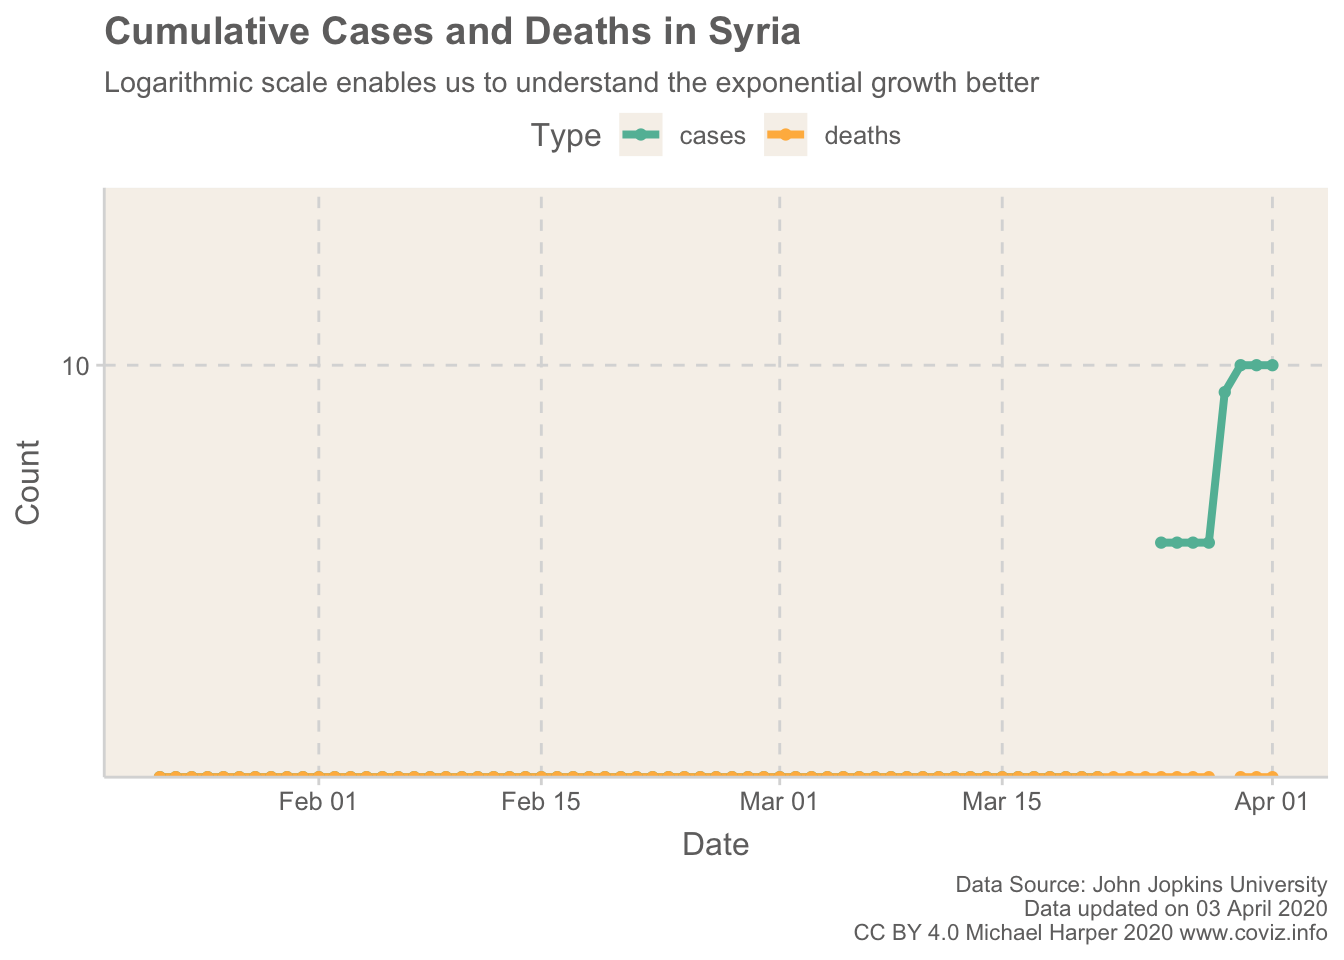 Cumulative Cases and Deaths in Syria
Logarithmic scale enables us to understand the exponential growth better
Type cases deaths
10
Count
Feb 01 Feb 15 Mar 01 Mar 15 Apr 01
Date
Data Source: John Jopkins University
Data updated on 03 April 2020
CC BY 4.0 Michael Harper 2020 www.coviz.info